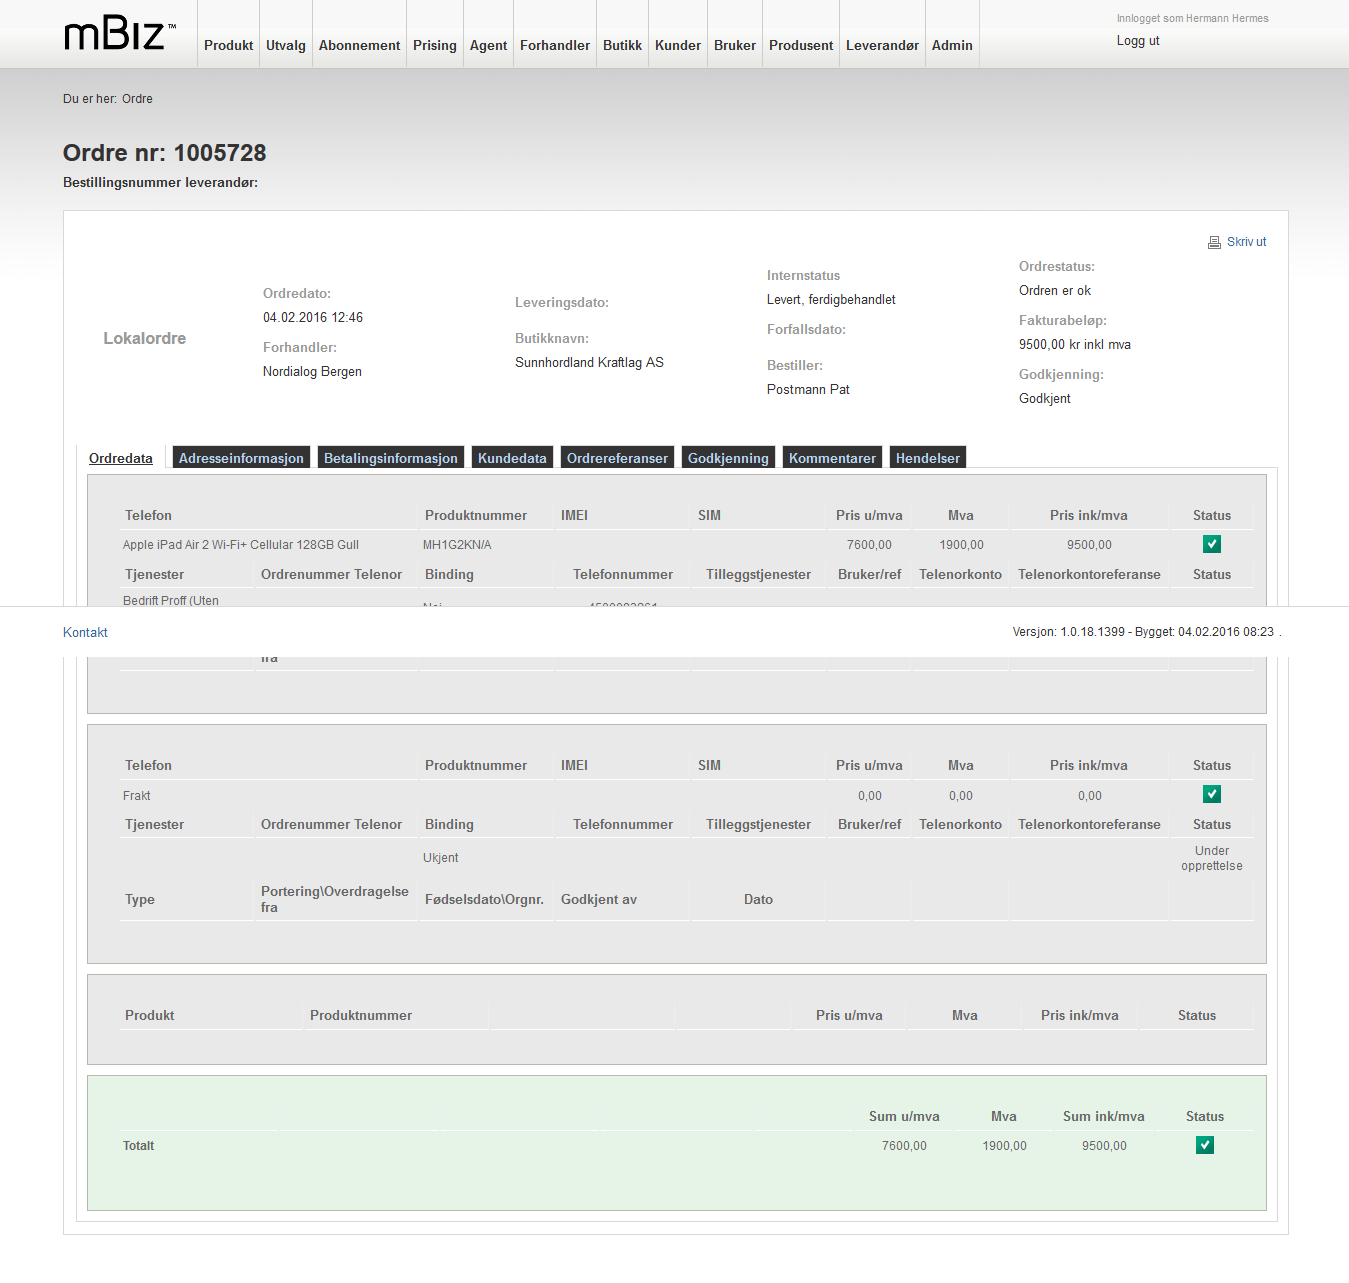 mBiz™
Produkt Utvalg Abonnement Prising Agent Forhandler Butikk Kunder Bruker Produsent Leverandør Admin
Innlogget som Hermann Hermes
Logg ut
Du er her: Ordre
Ordre nr: 1005728
Bestillingsnummer leverandør:
Skriv ut
Lokalordre
Ordredato:
04.02.2016 12:46
Forhandler:
Nordialog Bergen
Leveringsdato:
Butikknavn:
Sunnhordland Kraftlag AS
Internstatus
Levert, ferdigbehandlet
Forfallsdato:
Bestiller:
Postmann Pat
Ordrestatus:
Ordren er ok
Fakturabeløp:
9500,00 kr inkl mva
Godkjenning:
Godkjent
Ordredata Adresseinformasjon Betalingsinformasjon Kundedata Ordrereferanser Godkjenning Kommentarer Hendelser
Telefon Produktnummer IMEI SIM Pris u/mva Mva Pris ink/mva Status
Apple iPad Air 2 Wi-Fi+ Cellular 128GB Gull MH1G2KN/A 7600,00 1900,00 9500,00
Tjenester Ordrenummer Telenor Binding Telefonnummer Tilleggstjenester Bruker/ref Telenorkonto Telenorkontoreferanse Status
Bedrift Proff (Uten
Kontakt Versjon: 1.0.18.1399 - Bygget: 04.02.2016 08:23 .
fra
Telefon Produktnummer IMEI SIM Pris u/mva Mva Pris ink/mva Status
Frakt 0,00 0,00 0,00
Tjenester Ordrenummer Telenor Binding Telefonnummer Tilleggstjenester Bruker/ref Telenorkonto Telenorkontoreferanse Status
Ukjent Under
opprettelse
Type Portering\Overdragelse Fødselsdato\Orgnr. Godkjent av Dato
fra
Produkt Produktnummer Pris u/mva Mva Pris ink/mva Status
Sum u/mva Mva Sum ink/mva Status
Totalt 7600,00 1900,00 9500,00